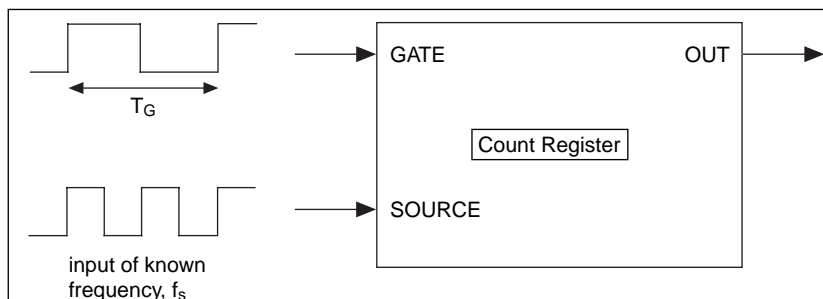 GATE
OUT
T_G
Count Register
SOURCE
input of known
frequency, f_s